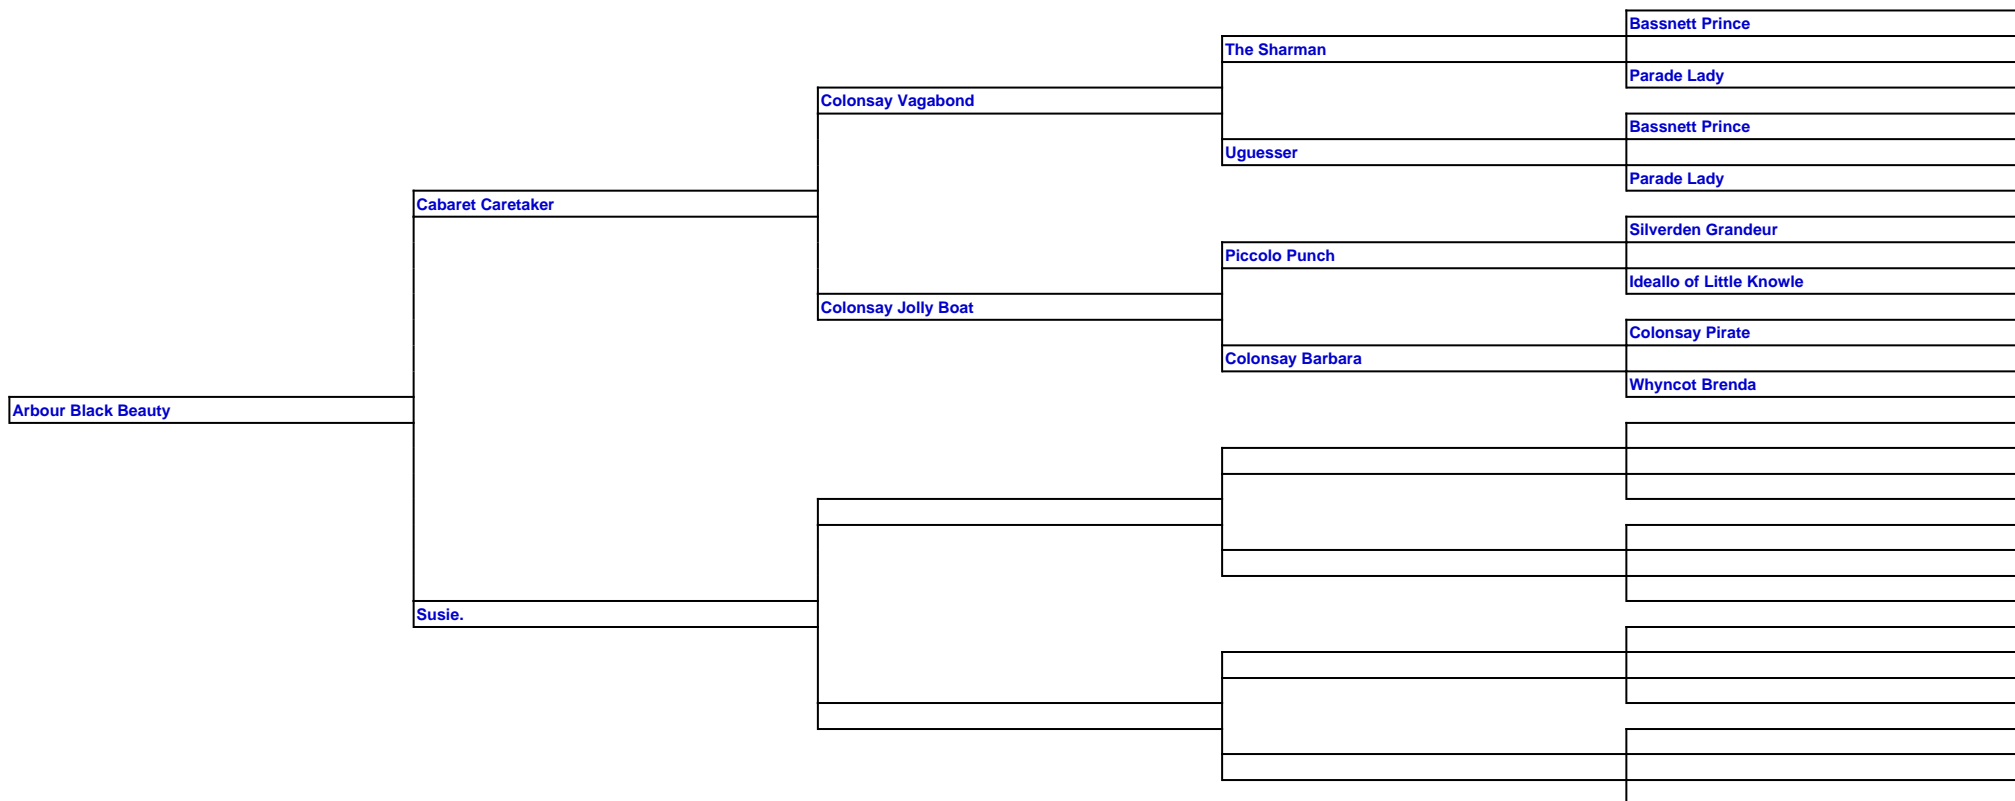 Bassnett Prince
The Sharman
Parade Lady
Colonsay Vagabond
Bassnett Prince
Uguesser
Parade Lady
Cabaret Caretaker
Silverden Grandeur
Piccolo Punch
Ideallo of Little Knowle
Colonsay Jolly Boat
Colonsay Pirate
Colonsay Barbara
Whyncot Brenda
Arbour Black Beauty
Susie.